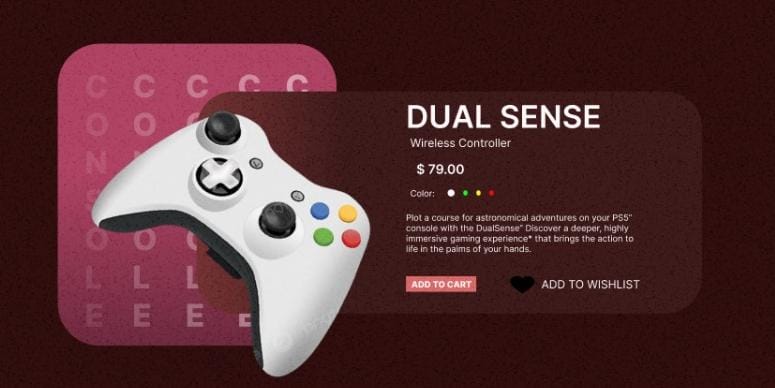 C C C C C
O O
N N
S
O O
L L L
E E E E
DUAL SENSE
Wireless Controller
$ 79.00
Color:
Plot a course for astronomical adventures on your PS5"
console with the DualSense" Discover a deeper, highly
immersive gaming experience* that brings the action to
life in the palms of your hands.
ADD TO CART
ADD TO WISHLIST